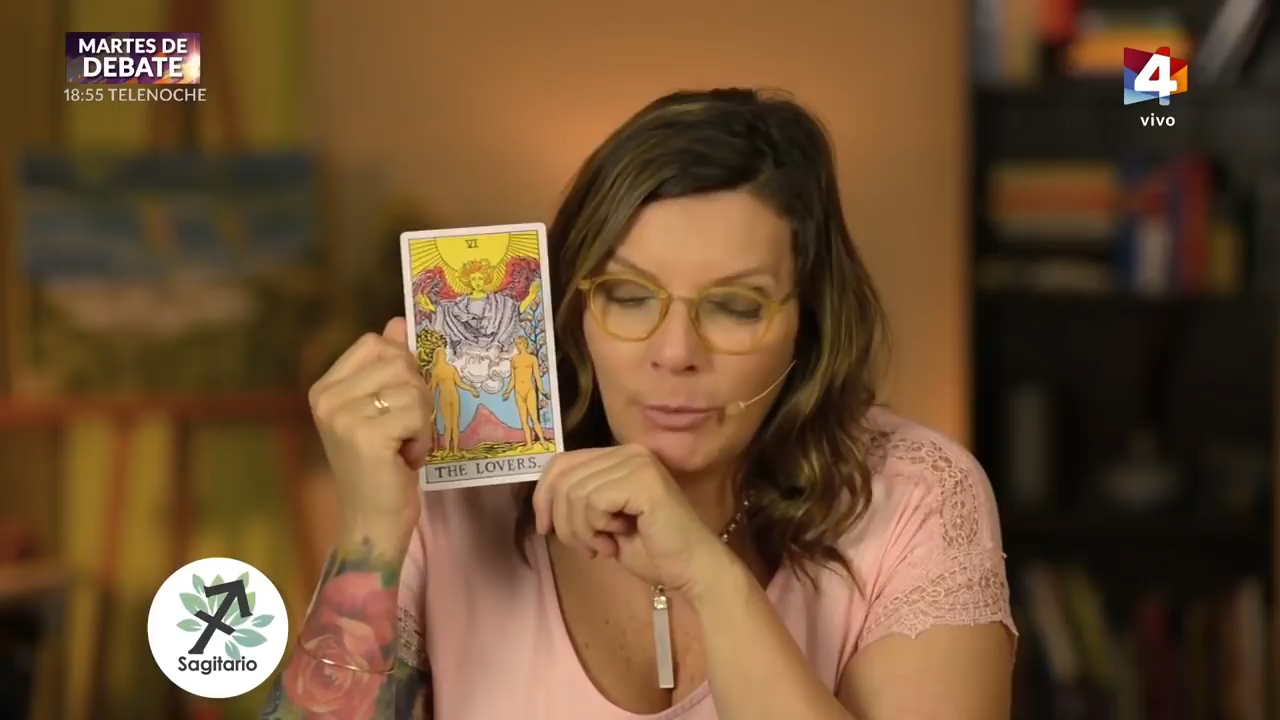 MARTES DE
DEBATE
18:55 TELENOCHE
4
vivo
VI
THE LOVERS.
Sagitario